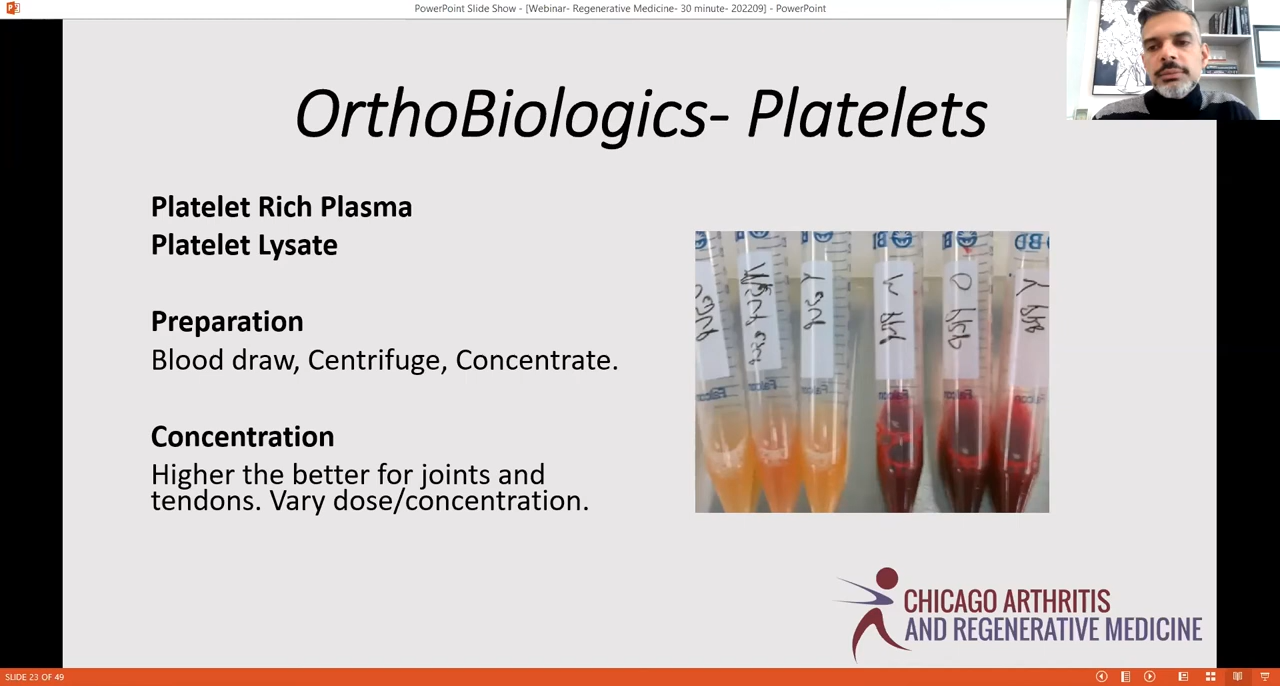 PowerPoint Slide Show - [Webinar- Regenerative Medicine- 30 minute- 202209] - PowerPoint
OrthoBiologics- Platelets
Platelet Rich Plasma
Platelet Lysate
Preparation
Blood draw, Centrifuge, Concentrate.
Concentration
Higher the better for joints and
tendons. Vary dose/concentration.
Falcon
CHICAGO ARTHRITIS
AND REGENERATIVE MEDICINE
SLIDE 23 OF 49